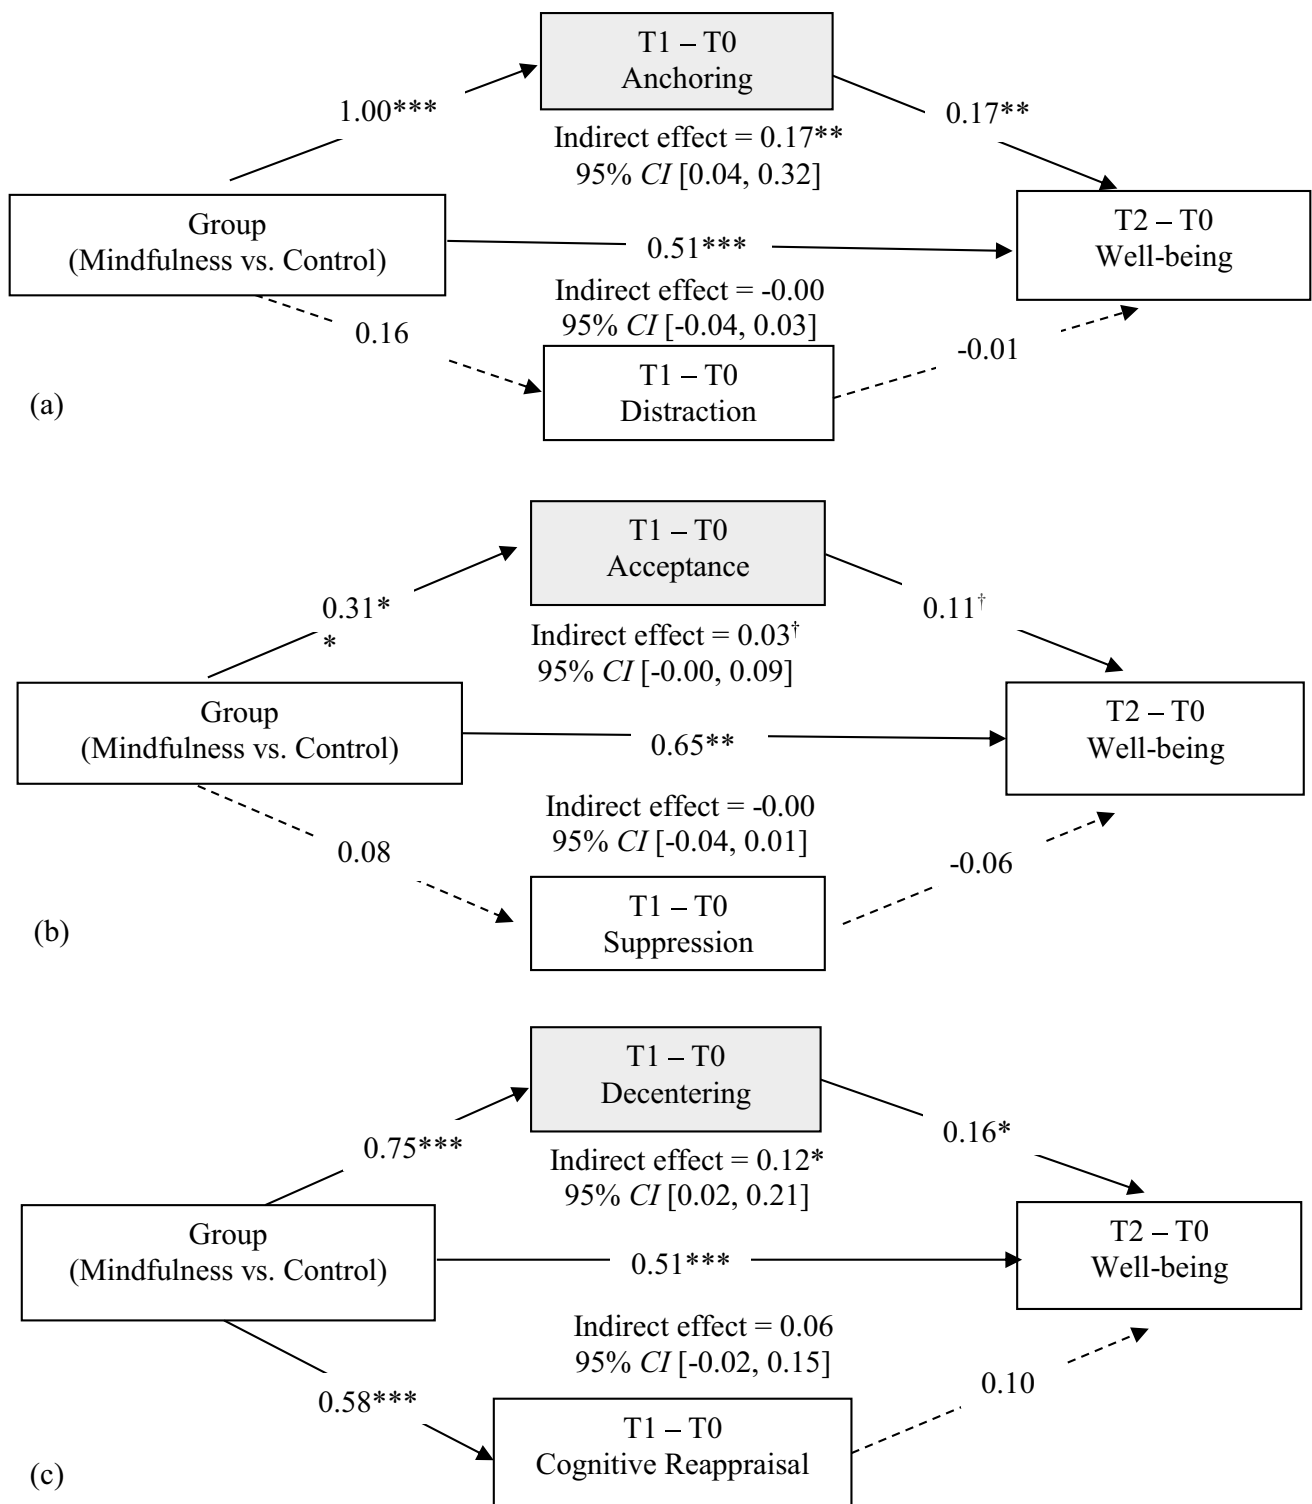 T1 – T0
Anchoring
1.00***
0.17**
Indirect effect = 0.17**
95% CI [0.04, 0.32]
Group
(Mindfulness vs. Control)
0.51***
T2 – T0
Well-being
Indirect effect = -0.00
95% CI [-0.04, 0.03]
0.16
-0.01
T1 – T0
Distraction
(a)
T1 – T0
Acceptance
0.31*
*
0.11†
Indirect effect = 0.03†
95% CI [-0.00, 0.09]
Group
(Mindfulness vs. Control)
0.65**
T2 – T0
Well-being
Indirect effect = -0.00
95% CI [-0.04, 0.01]
0.08
-0.06
T1 – T0
Suppression
(b)
T1 – T0
Decentering
0.75***
0.16*
Indirect effect = 0.12*
95% CI [0.02, 0.21]
Group
(Mindfulness vs. Control)
0.51***
T2 – T0
Well-being
Indirect effect = 0.06
95% CI [-0.02, 0.15]
0.58***
0.10
T1 – T0
Cognitive Reappraisal
(c)